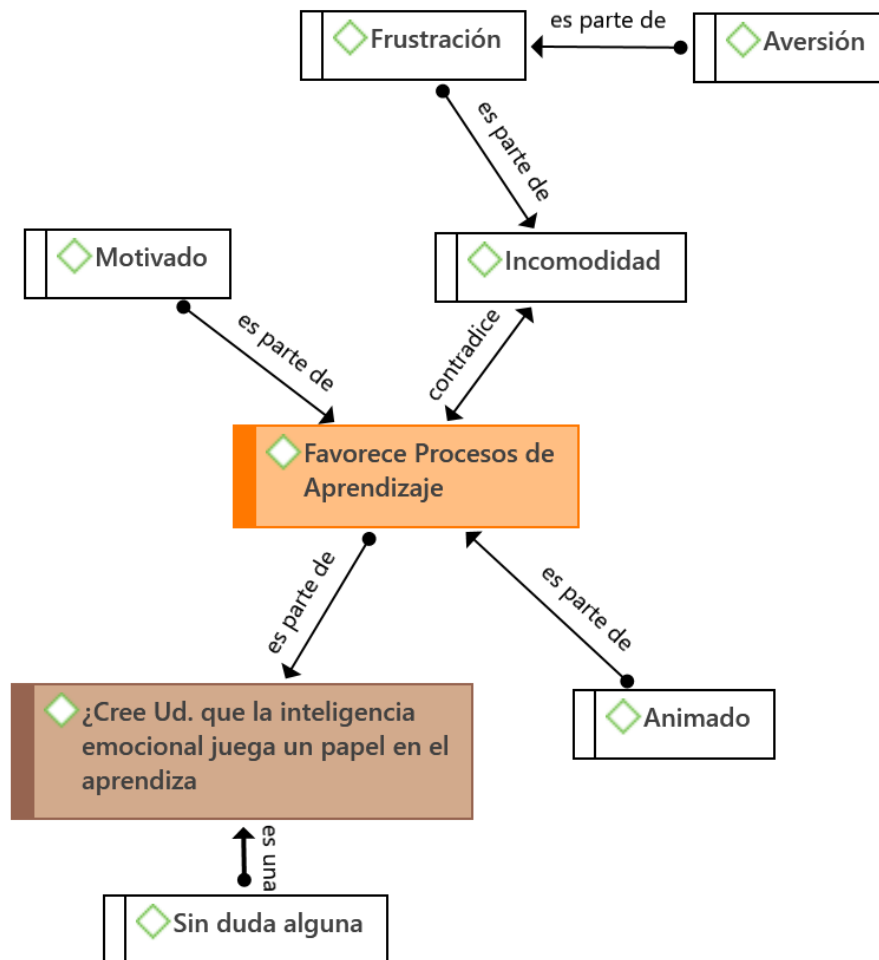 Frustración
es parte de
Aversión
es parte de
Motivado
Incomodidad
es parte de
contradice
Favorece Procesos de
Aprendizaje
es parte de
es parte de
¿Cree Ud. que la inteligencia
emocional juega un papel en el
aprendiza
Animado
es una
Sin duda alguna